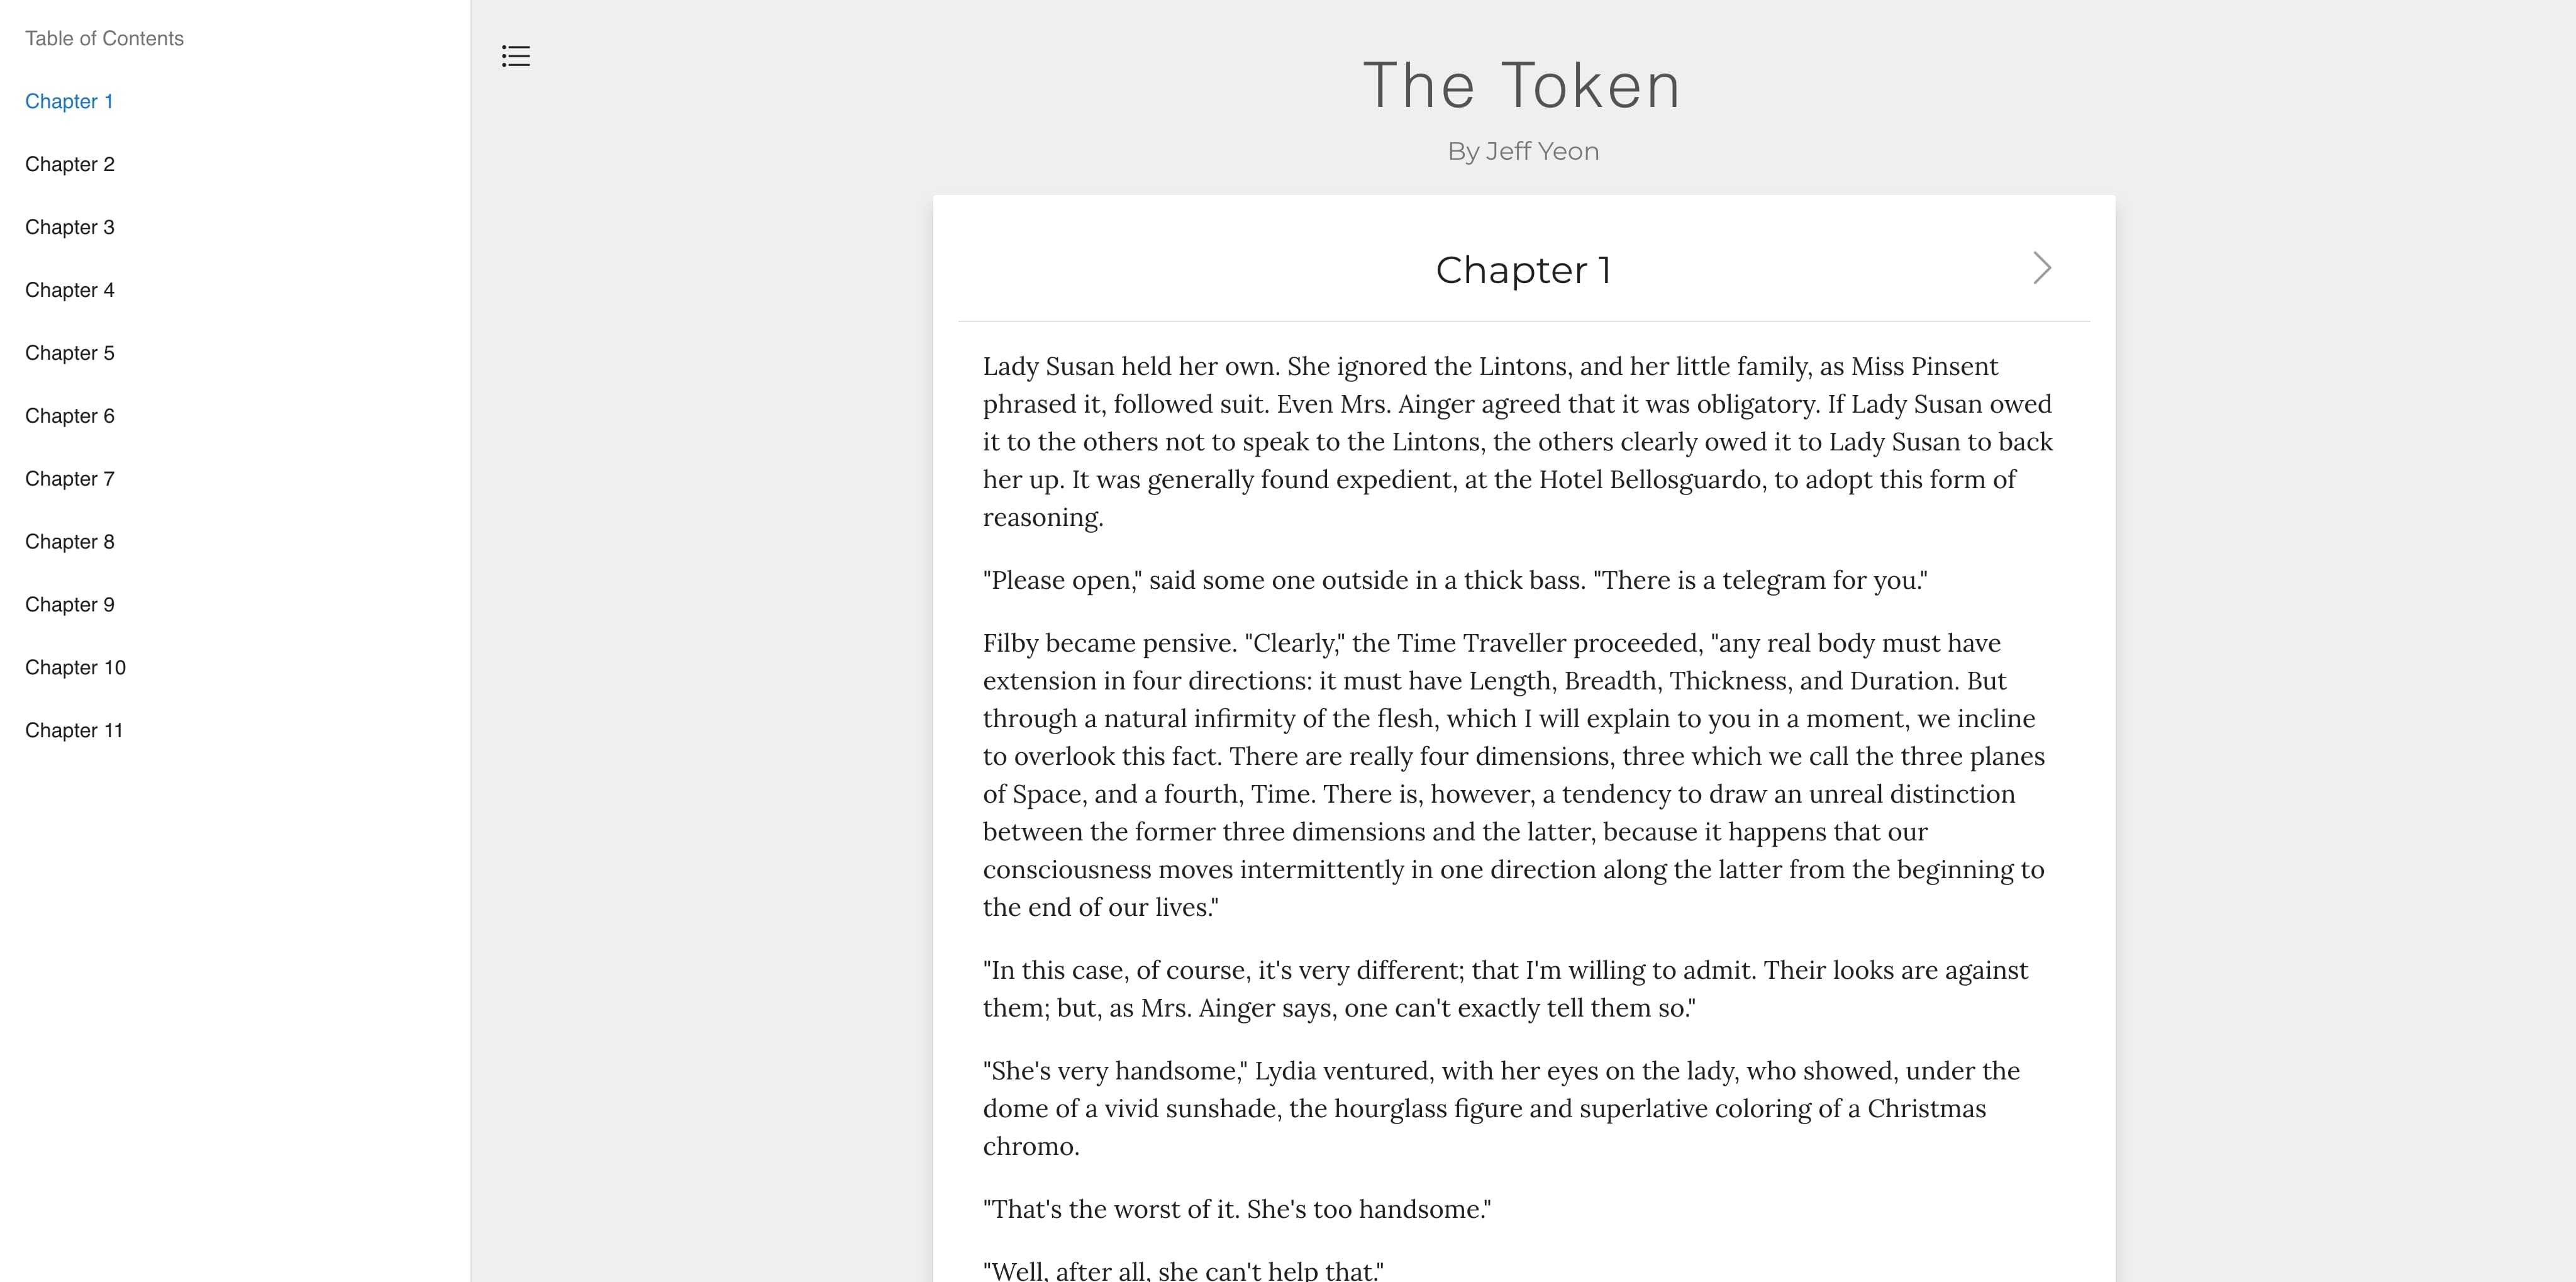 Table of Contents
Chapter 1
Chapter 2
Chapter 3
Chapter 4
Chapter 5
Chapter 6
Chapter 7
Chapter 8
Chapter 9
Chapter 10
Chapter 11
The Token
By Jeff Yeon
Chapter 1
Lady Susan held her own. She ignored the Lintons, and her little family, as Miss Pinsent
phrased it, followed suit. Even Mrs. Ainger agreed that it was obligatory. If Lady Susan owed
it to the others not to speak to the Lintons, the others clearly owed it to Lady Susan to back
her up. It was generally found expedient, at the Hotel Bellosguardo, to adopt this form of
reasoning.
"Please open," said some one outside in a thick bass. "There is a telegram for you."
Filby became pensive. "Clearly," the Time Traveller proceeded, "any real body must have
extension in four directions: it must have Length, Breadth, Thickness, and Duration. But
through a natural infirmity of the flesh, which I will explain to you in a moment, we incline
to overlook this fact. There are really four dimensions, three which we call the three planes
of Space, and a fourth, Time. There is, however, a tendency to draw an unreal distinction
between the former three dimensions and the latter, because it happens that our
consciousness moves intermittently in one direction along the latter from the beginning to
the end of our lives."
"In this case, of course, it's very different; that I'm willing to admit. Their looks are against
them; but, as Mrs. Ainger says, one can't exactly tell them so."
"She's very handsome," Lydia ventured, with her eyes on the lady, who showed, under the
dome of a vivid sunshade, the hourglass figure and superlative coloring of a Christmas
chromo.
"That's the worst of it. She's too handsome."
"Well, after all, she can't help that."